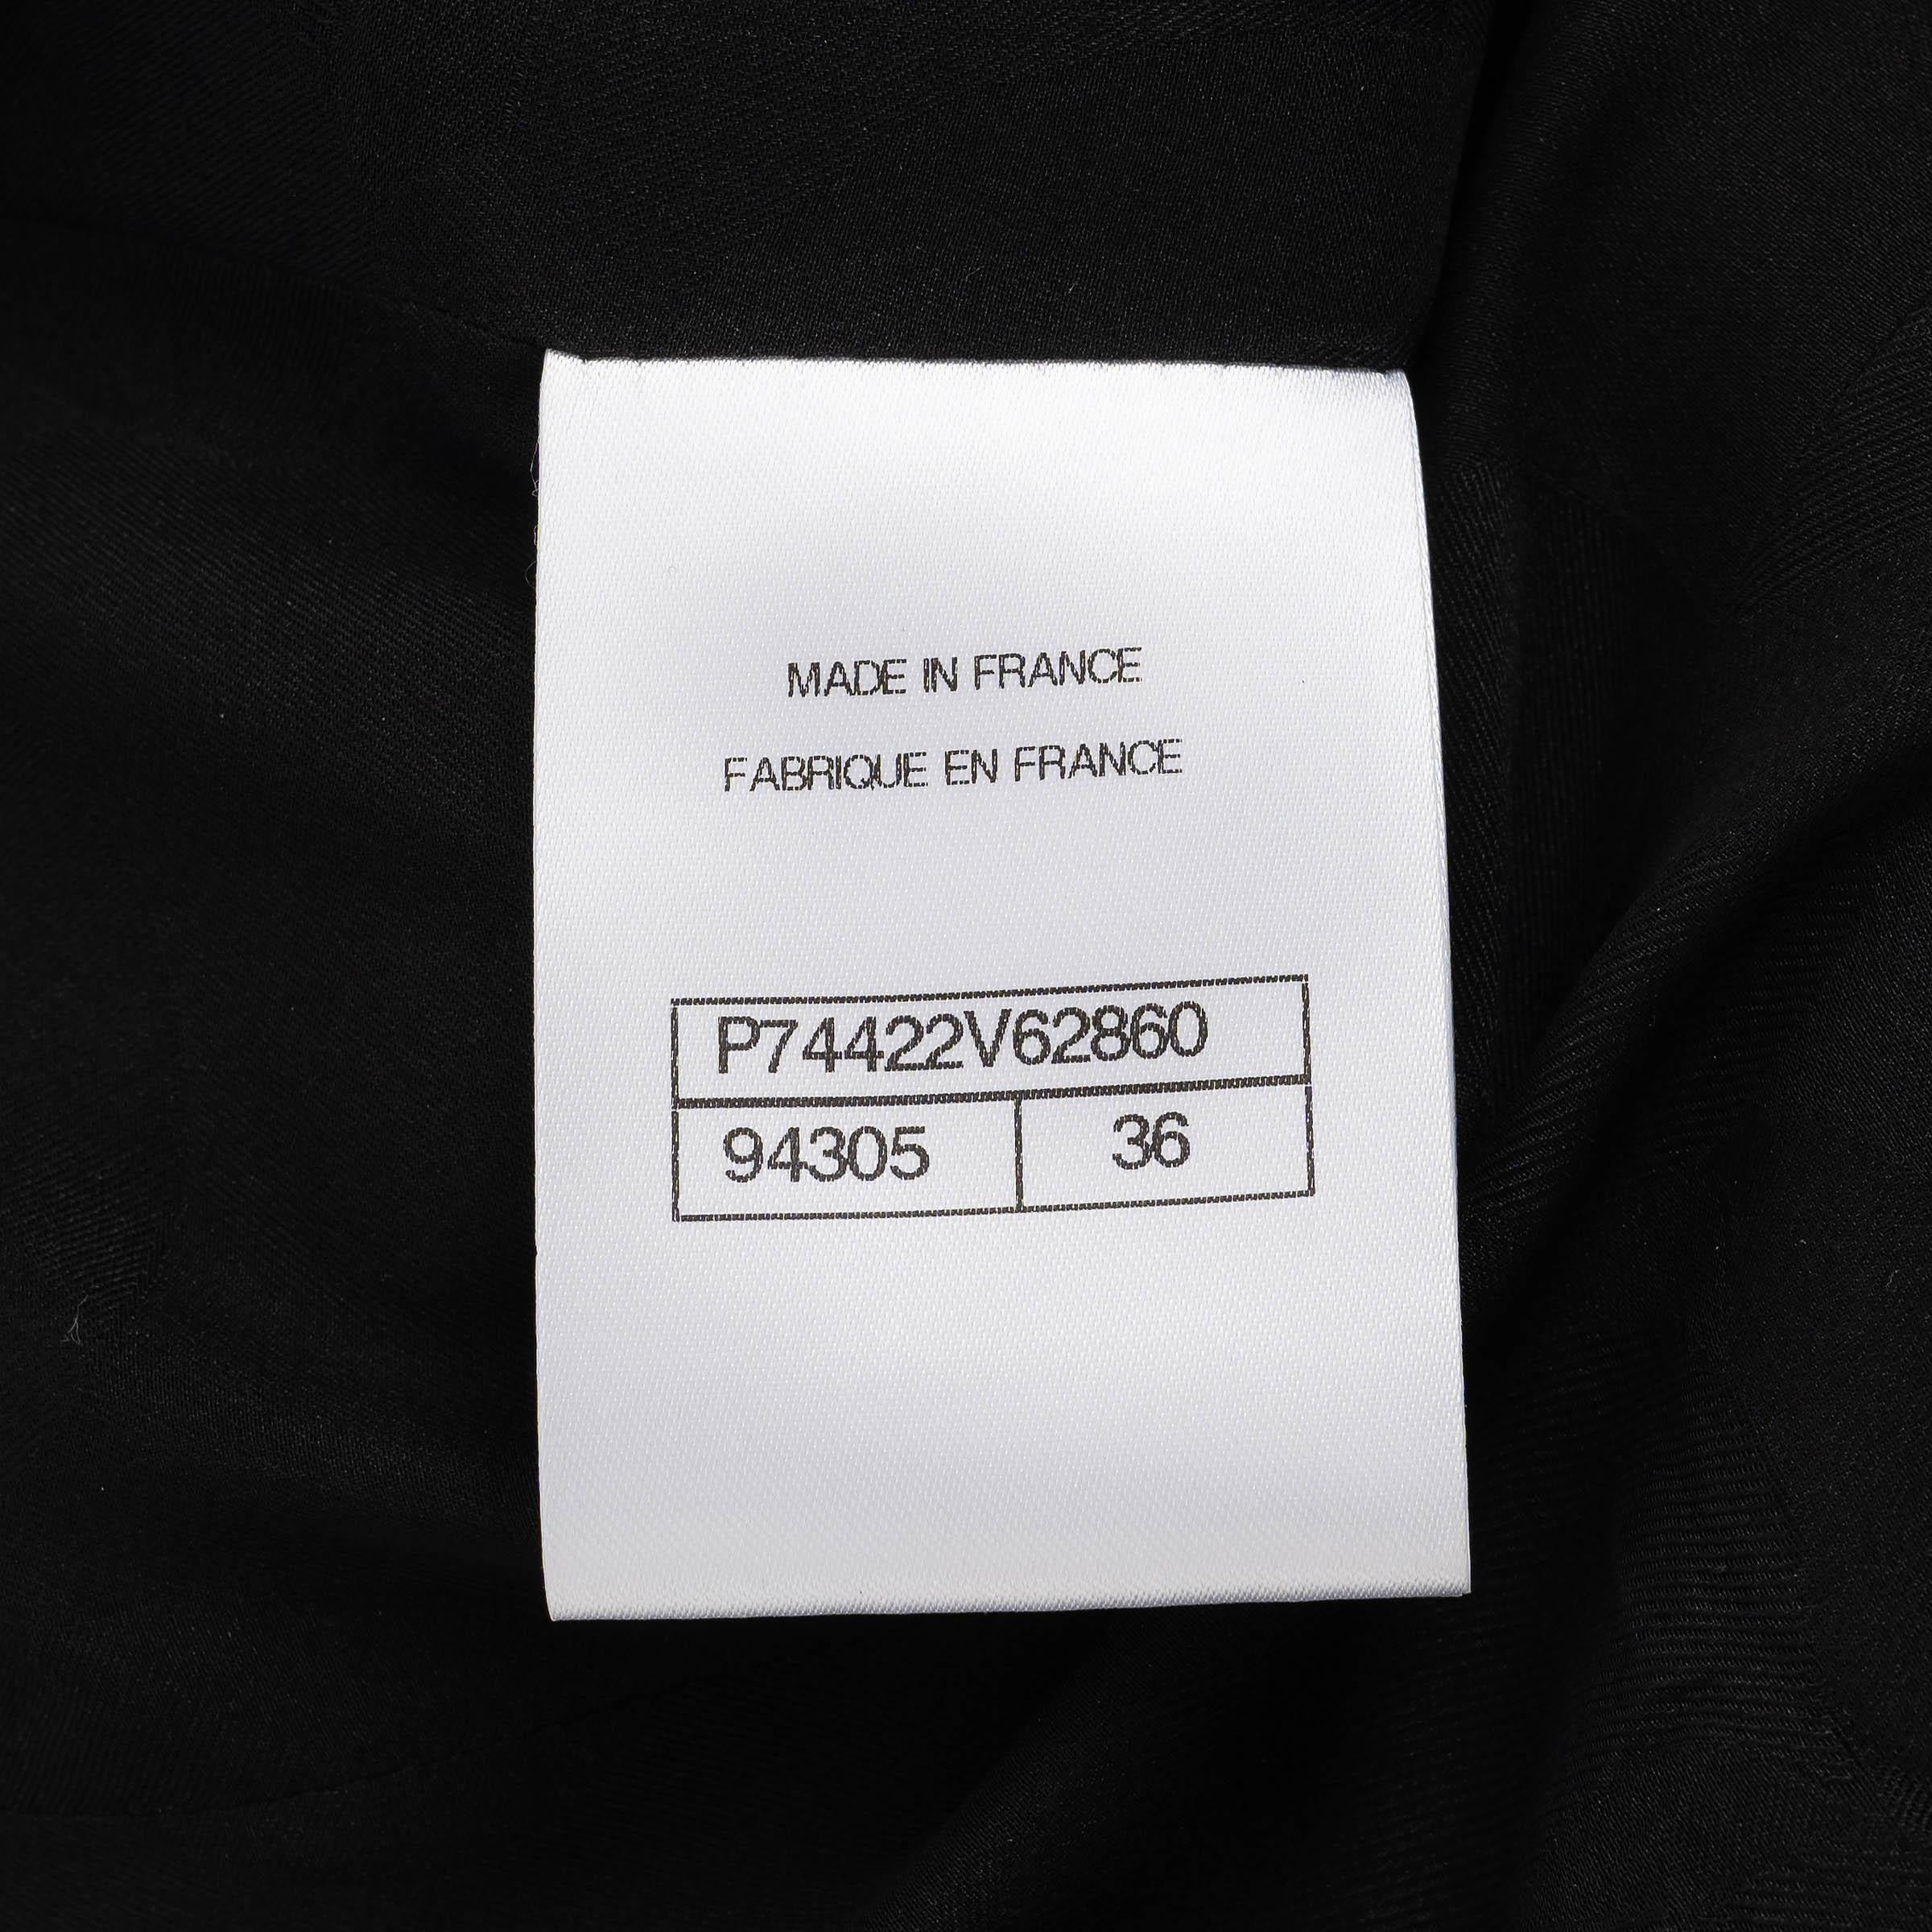 MADE IN FRANCE
FABRIQUE EN FRANCE
P74422V62860
94305 36